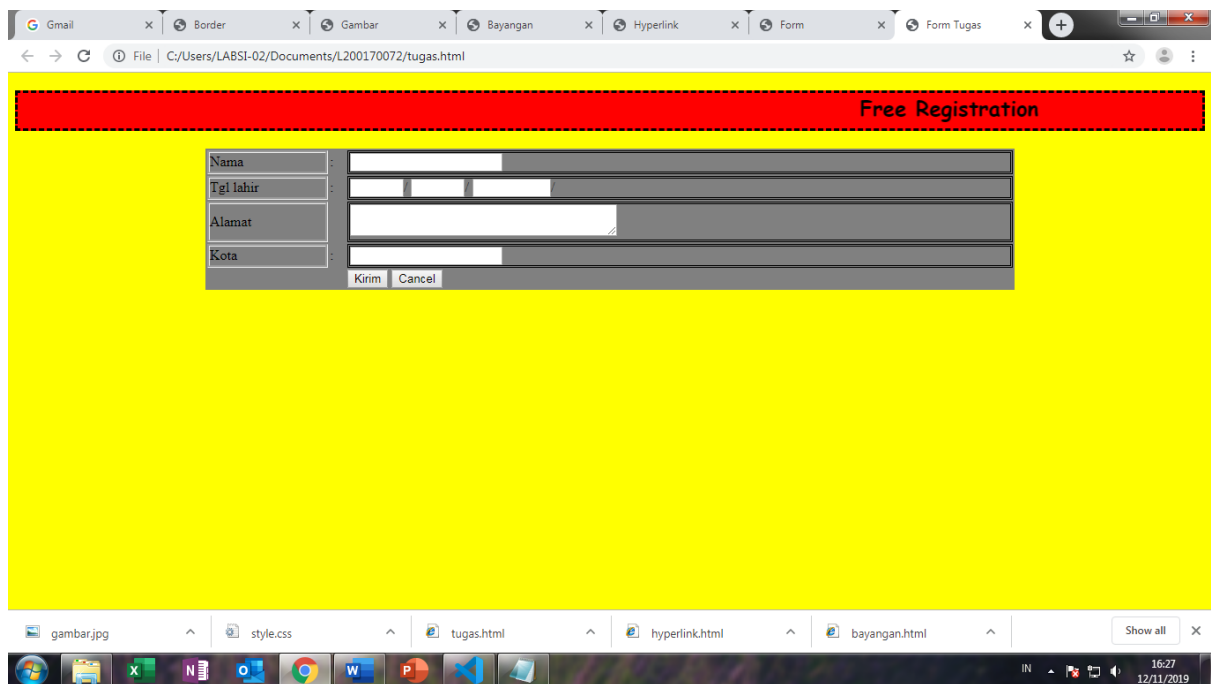 Gmail Border Gambar Bayangan Hyperlink Form Form Tugas
File C:/Users/LABSI-02/Documents/L200170072/tugas.html
Free Registration
Nama :
Tgl lahir : / / /
Alamat
Kota :
Kirim Cancel
gambar.jpg style.css tugas.html hyperlink.html bayangan.html Show all
IN 16:27
12/11/2019